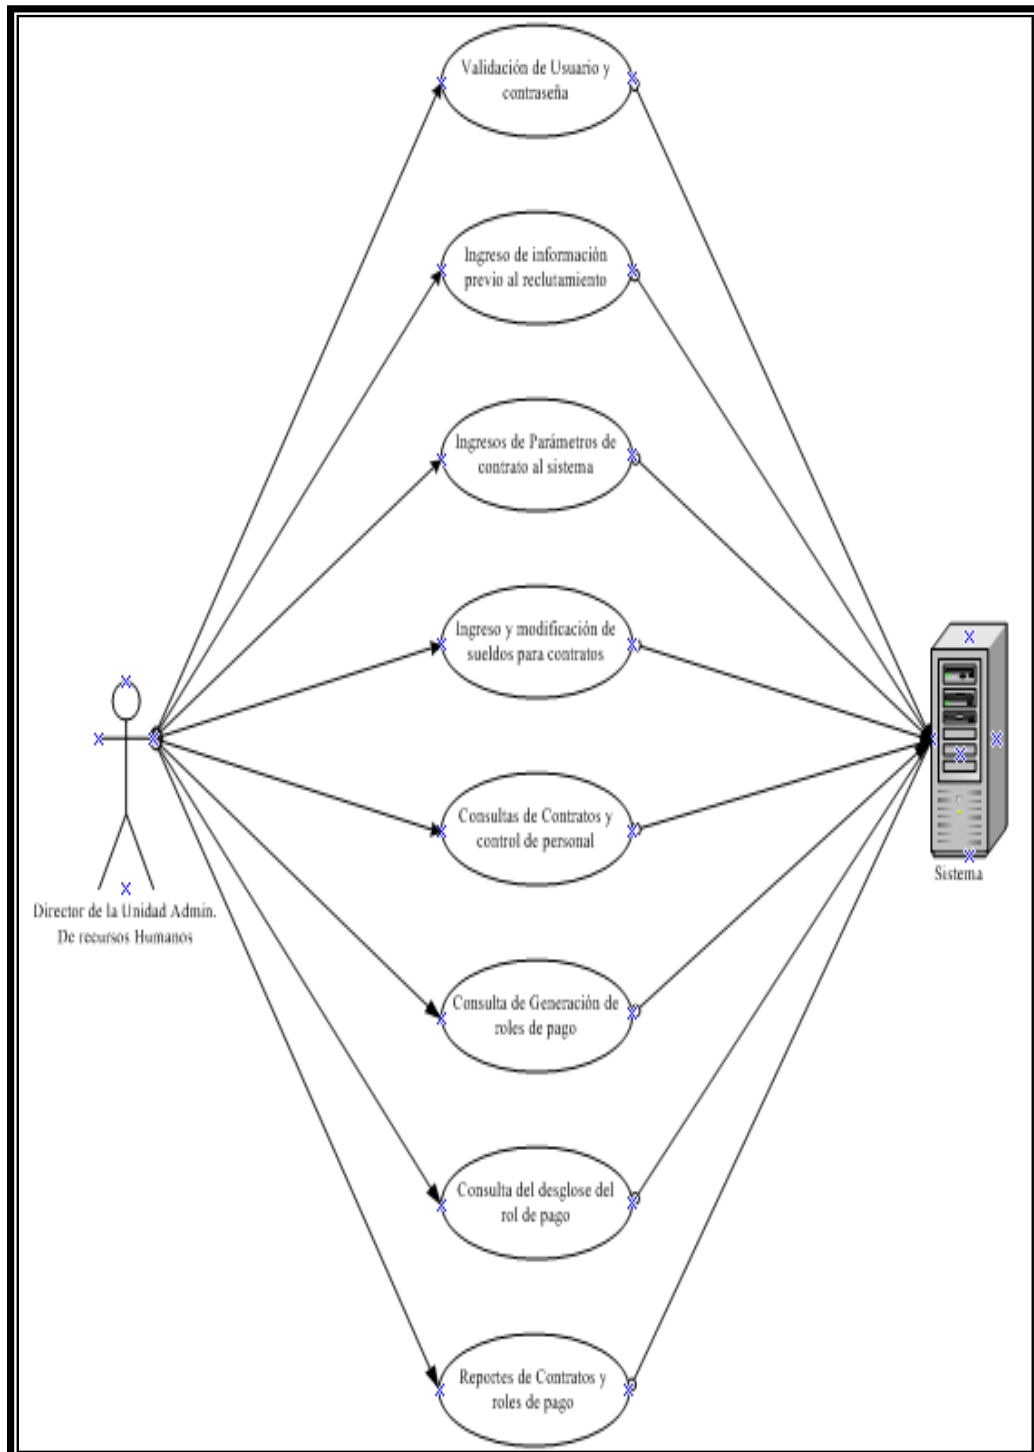 Validación de Usuario y
contraseña
Ingreso de información
previo al reclutamiento
Ingresos de Parámetros de
contrato al sistema
Ingreso y modificación de
sueldos para contratos
Consultas de Contratos y
control de personal
Sistema
Director de la Unidad Admin.
De recursos Humanos
Consulta de Generación de
roles de pago
Consulta del desglose del
rol de pago
Reportes de Contratos y
roles de pago